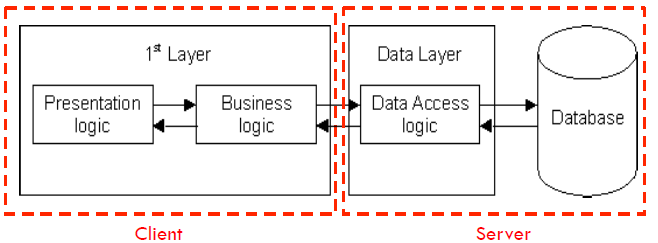 1st Layer
Data Layer
Presentation
logic
Business
logic
Data Access
logic
Database
Client
Server